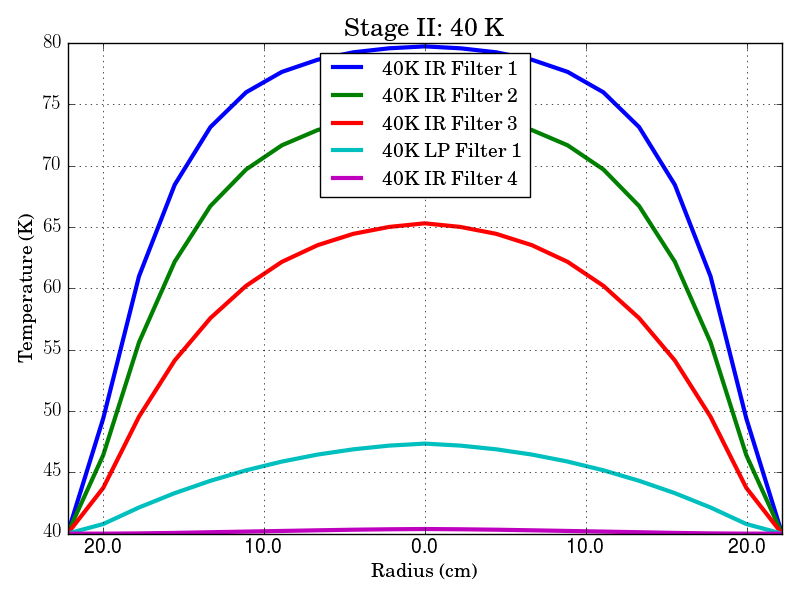 Stage II: 40 K
80
75
70
65
60
55
50
45
40
Temperature (K)
40K IR Filter 1
40K IR Filter 2
40K IR Filter 3
40K LP Filter 1
40K IR Filter 4
20.0 10.0 0.0 10.0 20.0
Radius (cm)